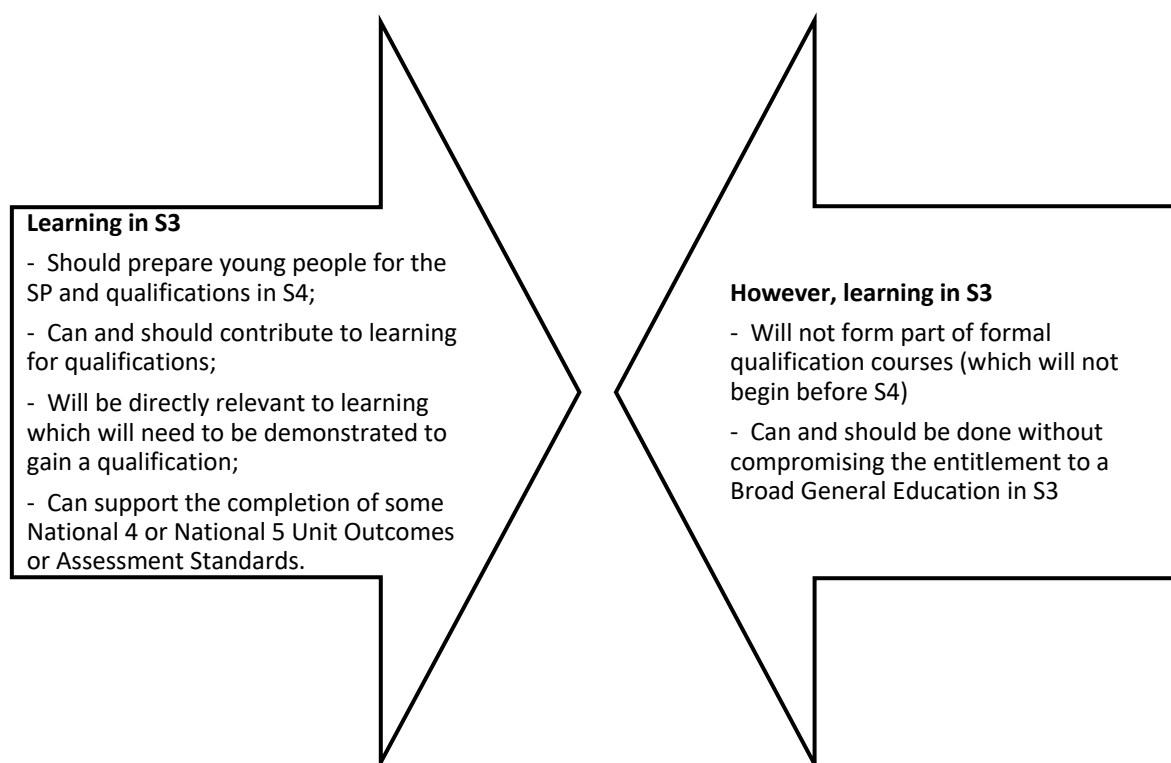 Learning in S3
- Should prepare young people for the
SP and qualifications in S4;
- Can and should contribute to learning
for qualifications;
- Will be directly relevant to learning
which will need to be demonstrated to
gain a qualification;
- Can support the completion of some
National 4 or National 5 Unit Outcomes
or Assessment Standards.
However, learning in S3
- Will not form part of formal
qualification courses (which will not
begin before S4)
- Can and should be done without
compromising the entitlement to a
Broad General Education in S3